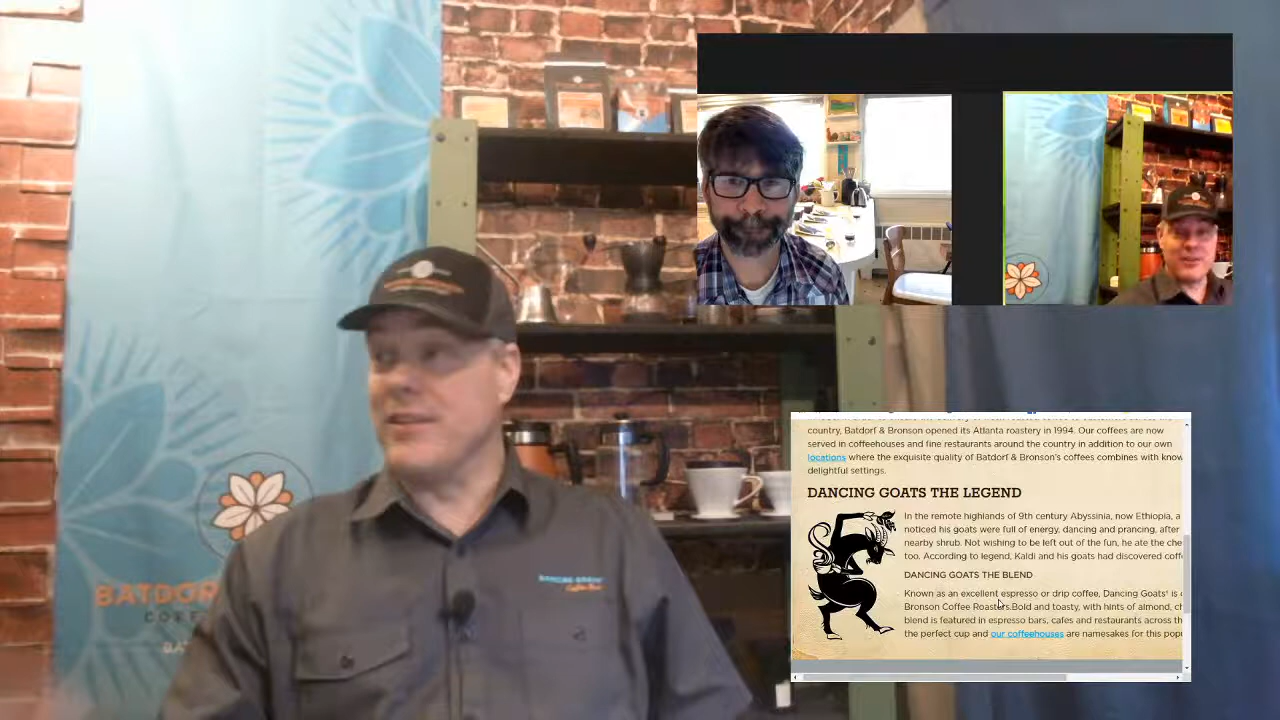 BATDOR
COFFE
BA
country, Batdorf & Bronson opened its Atlanta roastery in 1994. Our coffees are now
served in coffeehouses and fine restaurants around the country in addition to our own
locations where the exquisite quality of Batdorf & Bronson's coffees combines with know
delightful settings.
DANCING GOATS THE LEGEND
In the remote highlands of 9th century Abyssinia, now Ethiopia, a
noticed his goats were full of energy, dancing and prancing, after
nearby shrub. Not wishing to be left out of the fun, he ate the che
too. According to legend, Kaldi and his goats had discovered coff
DANCING GOATS THE BLEND
Known as an excellent espresso or drip coffee, Dancing Goats® is
Bronson Coffee Roasters.Bold and toasty, with hints of almond, ch
blend is featured in espresso bars, cafes and restaurants across th
the perfect cup and our coffeehouses are namesakes for this popu